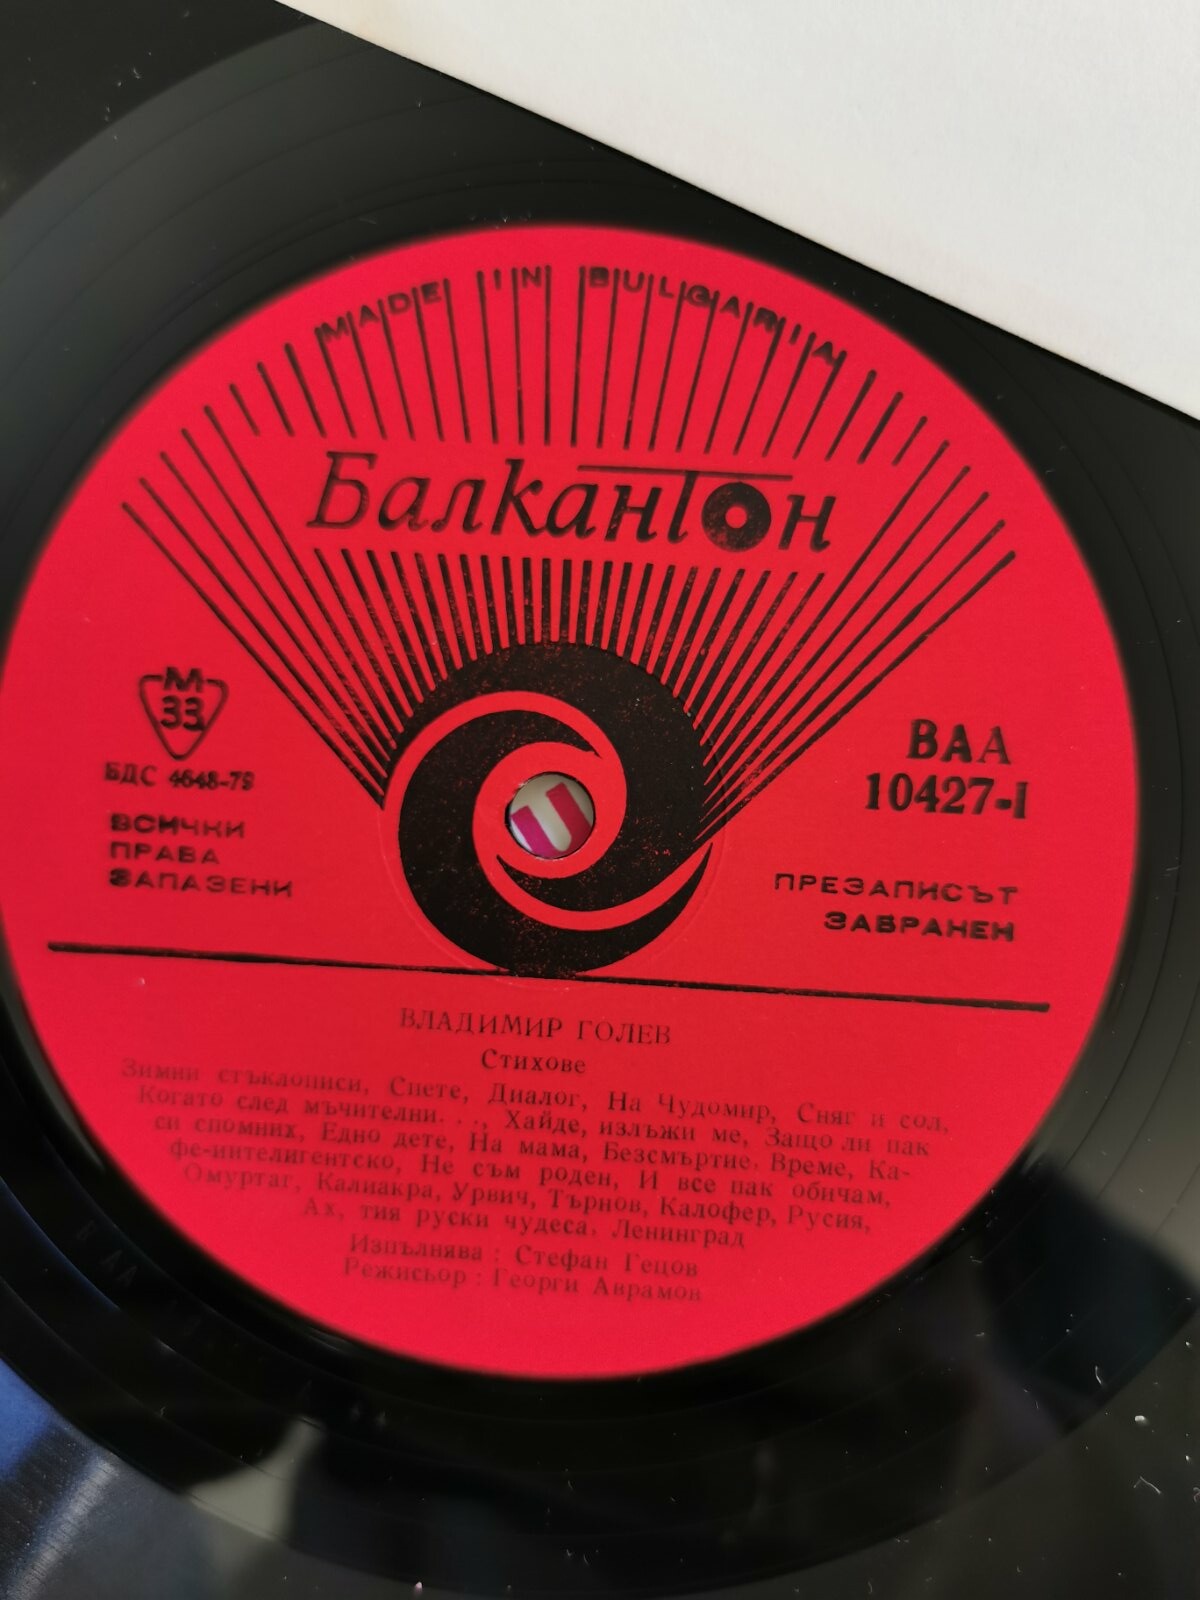 MADE IN BULGARIA
Балкантон
М
33
БДС 4648-75
ВСИЧКИ
ПРАВА
ЗАПАЗЕНИ
ВАА
10427-I
ПРЕЗАПИСЪТ
ЗАБРАНЕН
ВЛАДИМИР ГОЛЕВ
Стихове
Зимни стъклописи, Спете, Диалог, На Чудомир, Сняг и сол,
Когато след мъчителни. . ., Хайде, излъжи ме, Защо ли пак
си спомних, Едно дете, На мама, Безсмъртие, Време, Ка-
фе-интелигентско, Не съм роден, И все пак обичам,
Омуртаг, Калиакра, Урвич, Търнов, Калофер, Русия,
Ах, тия руски чудеса, Ленинград
Изпълнява : Стефан Гецов
Режисьор : Георги Аврамов